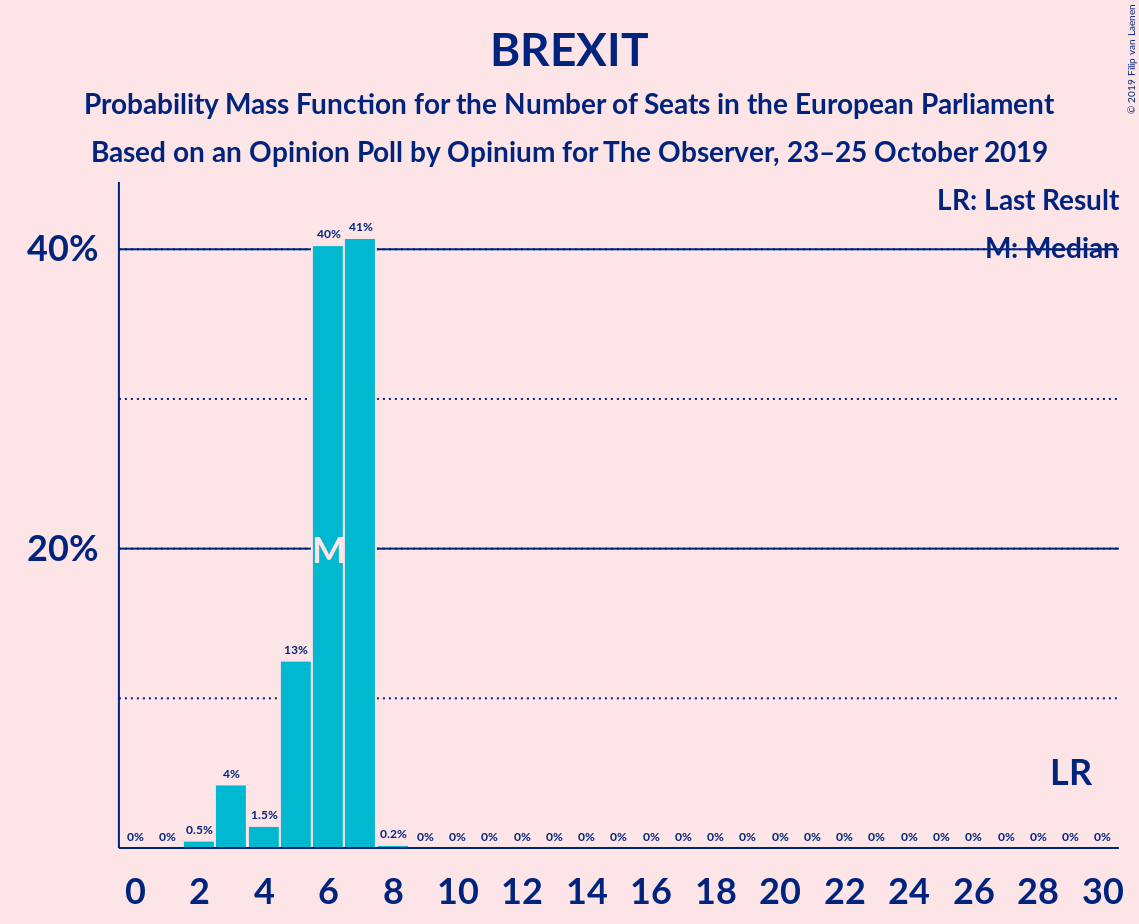 BREXIT
Probability Mass Function for the Number of Seats in the European Parliament
Based on an Opinion Poll by Opinium for The Observer, 23–25 October 2019
© 2019 Filip van Laenen
LR: Last Result
M: Median
40%
20%
40% 41%
M
13%
4%
1.5%
0.5%
0.2%
LR
0% 0% 0% 0% 0% 0% 0% 0% 0% 0% 0% 0% 0% 0% 0% 0% 0% 0% 0% 0% 0% 0% 0% 0%
0 2 4 6 8 10 12 14 16 18 20 22 24 26 28 30